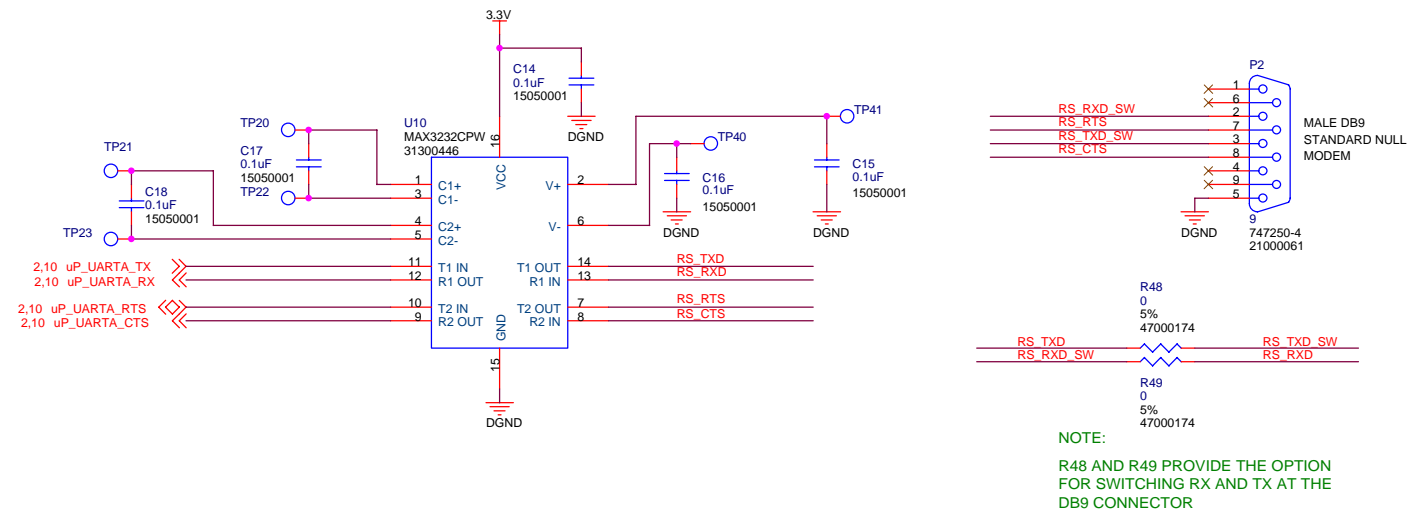 3.3V
C14
0.1uF
15050001
DGND
U10
MAX3232CPW
31300446
TP20
TP21
C17
0.1uF
15050001
TP22
C18
0.1uF
15050001
TP23
TP41
TP40
C16
0.1uF
15050001
DGND
C15
0.1uF
15050001
DGND
16
VCC
1 C1+
3 C1-
4 C2+
5 C2-
11 T1 IN
12 R1 OUT
10 T2 IN
9 R2 OUT
V+ 2
V- 6
T1 OUT 14
R1 IN 13
T2 OUT 7
R2 IN 8
GND
15
DGND
2,10 uP_UARTA_TX
2,10 uP_UARTA_RX
2,10 uP_UARTA_RTS
2,10 uP_UARTA_CTS
RS_TXD
RS_RXD
RS_RTS
RS_CTS
P2
1
6
RS_RXD_SW 2
RS_RTS 7
RS_TXD_SW 3
RS_CTS 8
4
9
5
DGND
MALE DB9
STANDARD NULL
MODEM
9
747250-4
21000061
R48
0
5%
47000174
RS_TXD RS_TXD_SW
RS_RXD_SW RS_RXD
R49
0
5%
47000174
NOTE:
R48 AND R49 PROVIDE THE OPTION
FOR SWITCHING RX AND TX AT THE
DB9 CONNECTOR